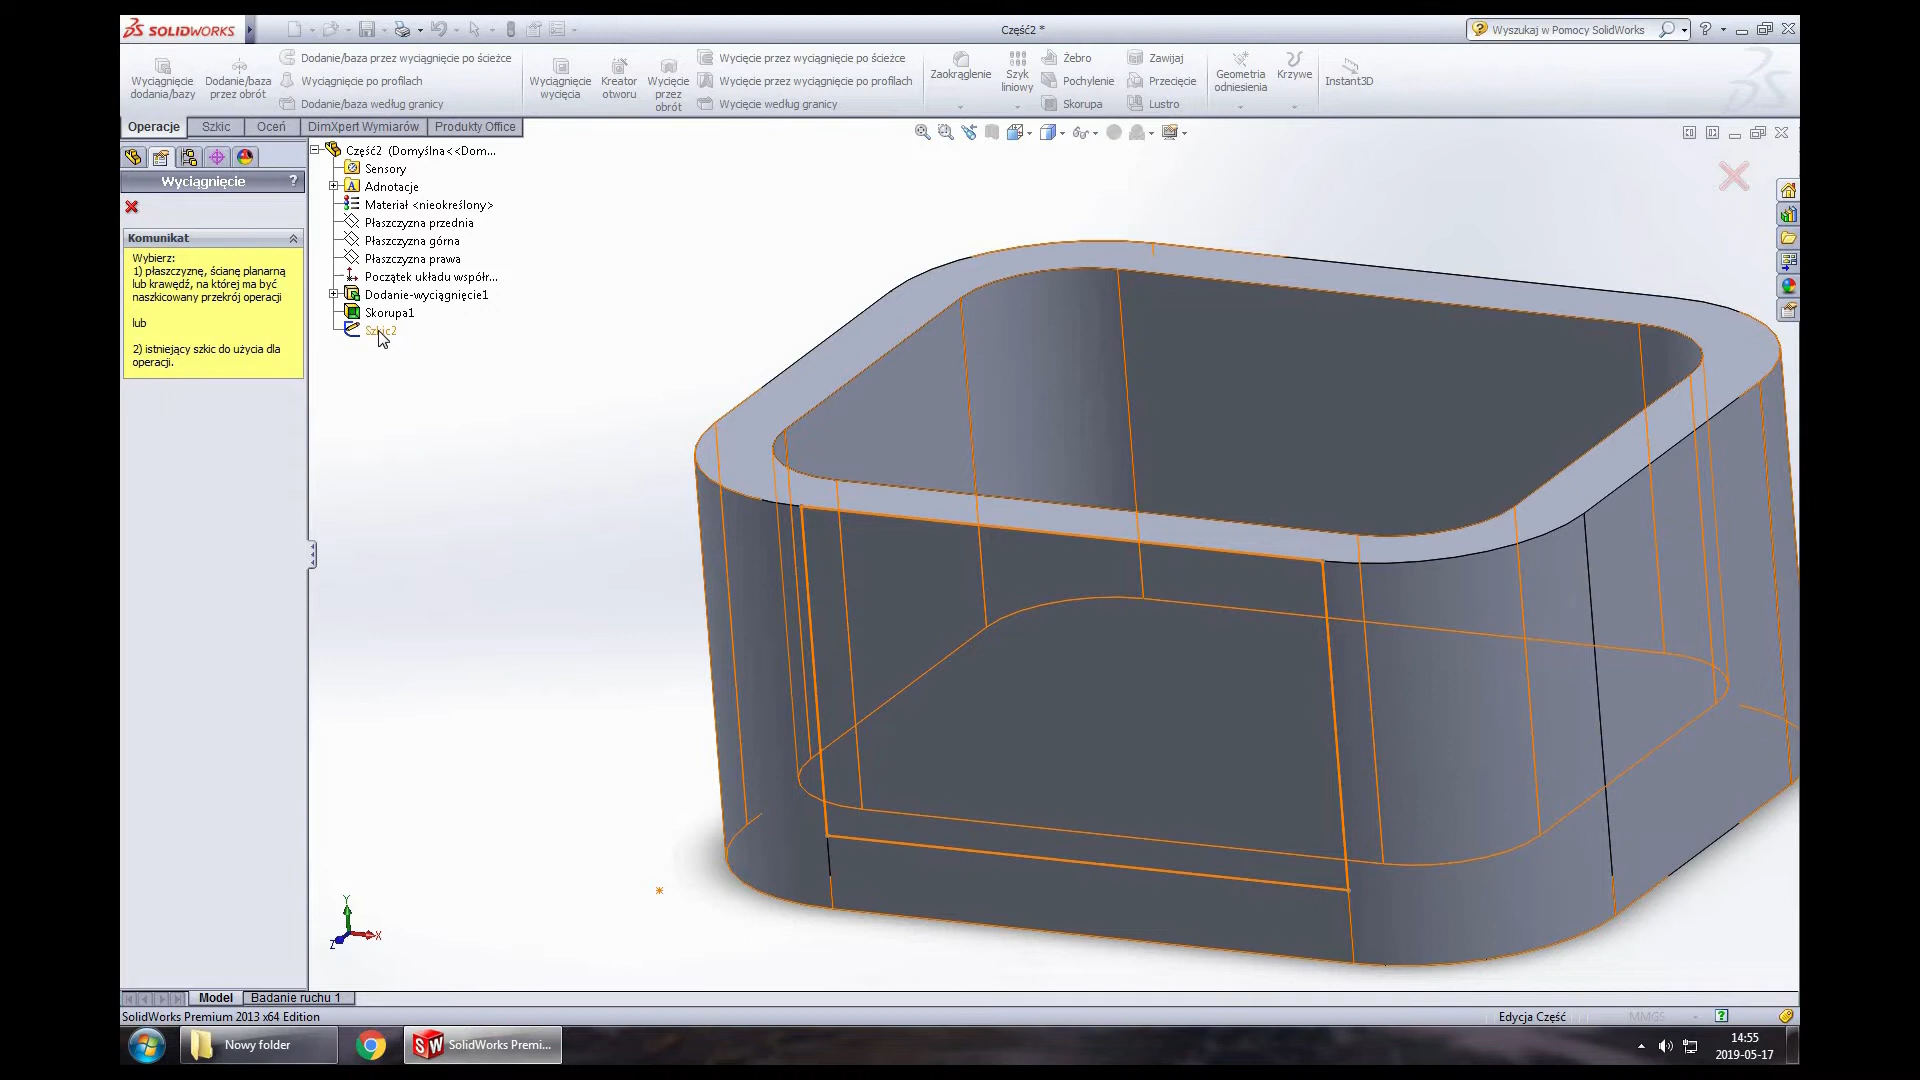 SOLIDWORKS
Część2 *
Wyszukaj w Pomocy SolidWorks
?
Wyciągnięcie dodania/bazy
Dodanie/baza przez obrót
Dodanie/baza przez wyciągnięcie po ścieżce
Wyciągnięcie po profilach
Dodanie/baza według granicy
Wyciągnięcie wycięcia
Kreator otworu
Wycięcie przez obrót
Wycięcie przez wyciągnięcie po ścieżce
Wycięcie przez wyciągnięcie po profilach
Wycięcie według granicy
Zaokrąglenie
Szyk liniowy
Żebro
Pochylenie
Skorupa
Zawijaj
Przecięcie
Lustro
Geometria odniesienia
Krzywe
Instant3D
Operacje
Szkic
Oceń
DimXpert Wymiarów
Produkty Office
Wyciągnięcie
?
Komunikat
Wybierz:
1) płaszczyznę, ścianę planarną
lub krawędź, na której ma być
naszkicowany przekrój operacji
lub
2) istniejący szkic do użycia dla
operacji.
Część2 (Domyślna<<Dom...
Sensory
Adnotacje
Materiał <nieokreślony>
Płaszczyzna przednia
Płaszczyzna górna
Płaszczyzna prawa
Początek układu współr...
Dodanie-wyciągnięcie1
Skorupa1
Szkic2
Y
X
Z
Model
Badanie ruchu 1
SolidWorks Premium 2013 x64 Edition
Edycja Część
MMGS
?
Nowy folder
SW
SolidWorks Premi...
14:55
2019-05-17